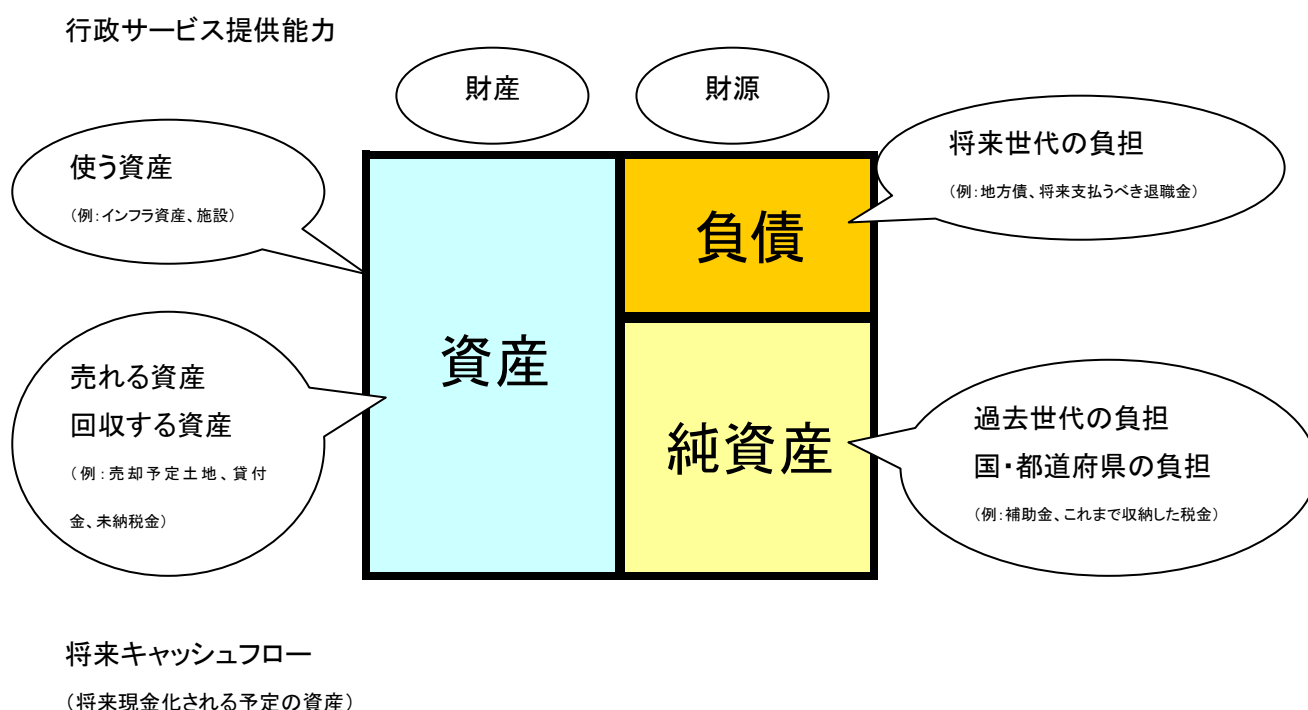 行政サービス提供能力
財産
財源
使う資産
（例：インフラ資産、施設）
将来世代の負担
（例：地方債、将来支払うべき退職金）
負債
資産
売れる資産
回収する資産
（例：売却予定土地、貸付
金、未納税金）
純資産
過去世代の負担
国・都道府県の負担
（例：補助金、これまで収納した税金）
将来キャッシュフロー
（将来現金化される予定の資産）